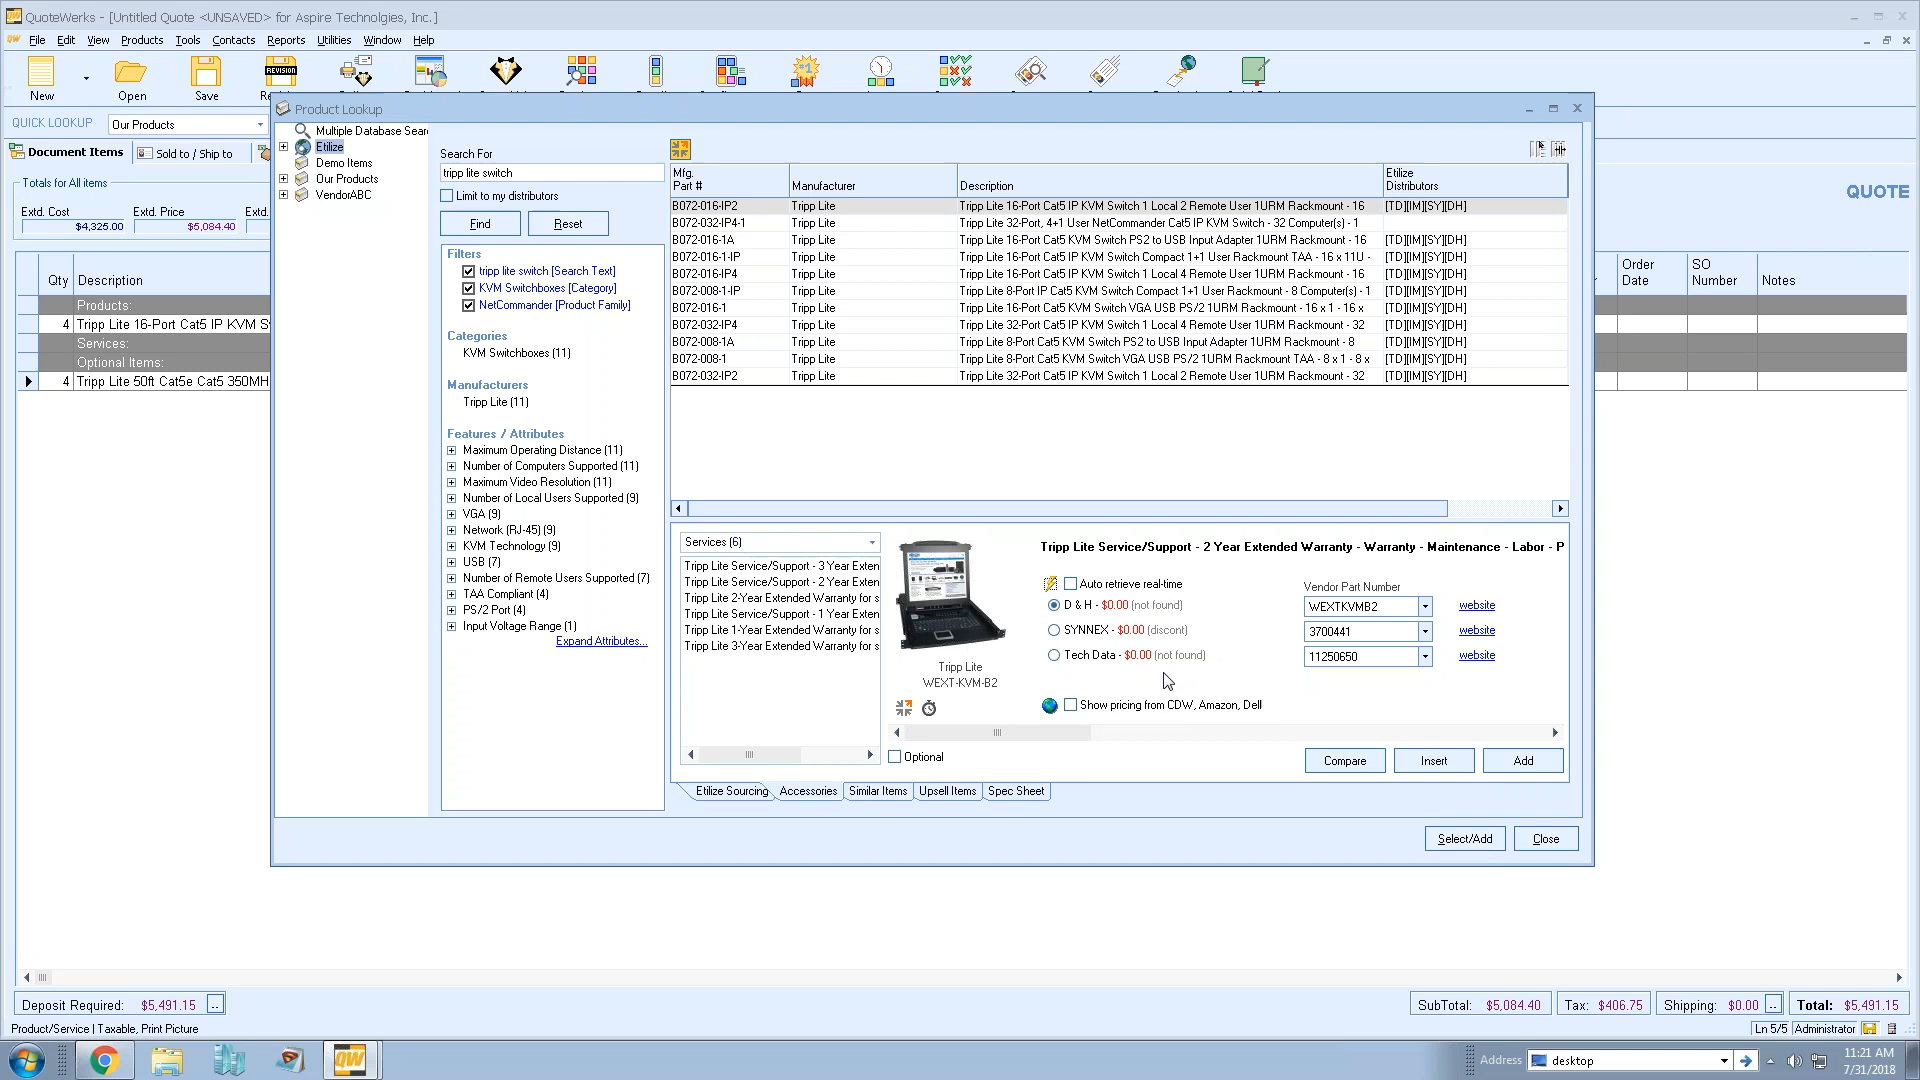 QuoteWerks - [Untitled Quote <UNSAVED> for Aspire Technolgies, Inc.]
File Edit View Products Tools Contacts Reports Utilities Window Help
REVISION
New Open Save
QUICK LOOKUP Our Products
Product Lookup
Document Items Sold to / Ship to
Totals for All items
Extd. Cost Extd. Price Extd.
$4,325.00 $5,084.40
QUOTE
Qty Description
Order Date
SO Number
Notes
Products:
4 Tripp Lite 16-Port Cat5 IP KVM S
Services:
Optional Items:
4 Tripp Lite 50ft Cat5e Cat5 350MH
Multiple Database Sear
Etilize
Demo Items
Our Products
VendorABC
Search For
tripp lite switch
Limit to my distributors
Find Reset
Filters
tripp lite switch [Search Text]
KVM Switchboxes [Category]
NetCommander [Product Family]
Categories
KVM Switchboxes (11)
Manufacturers
Tripp Lite (11)
Features / Attributes
Maximum Operating Distance (11)
Number of Computers Supported (11)
Maximum Video Resolution (11)
Number of Local Users Supported (9)
VGA (9)
Network (RJ-45) (9)
KVM Technology (9)
USB (7)
Number of Remote Users Supported (7)
TAA Compliant (4)
PS/2 Port (4)
Input Voltage Range (1)
Expand Attributes...
Mfg. Part # Manufacturer Description Etilize Distributors
B072-016-IP2 Tripp Lite Tripp Lite 16-Port Cat5 IP KVM Switch 1 Local 2 Remote User 1URM Rackmount - 16 [TD][IM][SY][DH]
B072-032-IP4-1 Tripp Lite Tripp Lite 32-Port, 4+1 User NetCommander Cat5 IP KVM Switch - 32 Computer(s) - 1
B072-016-1A Tripp Lite Tripp Lite 16-Port Cat5 KVM Switch PS2 to USB Input Adapter 1URM Rackmount - 16 [TD][IM][SY][DH]
B072-016-1-IP Tripp Lite Tripp Lite 16-Port Cat5 KVM Switch Compact 1+1 User Rackmount TAA - 16 x 11U - [TD][IM][SY][DH]
B072-016-IP4 Tripp Lite Tripp Lite 16-Port Cat5 IP KVM Switch 1 Local 4 Remote User 1URM Rackmount - 16 [TD][IM][SY][DH]
B072-008-1-IP Tripp Lite Tripp Lite 8-Port IP Cat5 KVM Switch Compact 1+1 User Rackmount - 8 Computer(s) - 1 [TD][IM][SY][DH]
B072-016-1 Tripp Lite Tripp Lite 16-Port Cat5 KVM Switch VGA USB PS/2 1URM Rackmount - 16 x 1 - 16 x [TD][IM][SY][DH]
B072-032-IP4 Tripp Lite Tripp Lite 32-Port Cat5 IP KVM Switch 1 Local 4 Remote User 1URM Rackmount - 32 [TD][IM][SY][DH]
B072-008-1A Tripp Lite Tripp Lite 8-Port Cat5 KVM Switch PS2 to USB Input Adapter 1URM Rackmount - 8 [TD][IM][SY][DH]
B072-008-1 Tripp Lite Tripp Lite 8-Port Cat5 KVM Switch VGA USB PS/2 1URM Rackmount TAA - 8 x 1 - 8 x [TD][IM][SY][DH]
B072-032-IP2 Tripp Lite Tripp Lite 32-Port Cat5 IP KVM Switch 1 Local 2 Remote User 1URM Rackmount - 32 [TD][IM][SY][DH]
Services (6)
Tripp Lite Service/Support - 3 Year Exten
Tripp Lite Service/Support - 2 Year Exten
Tripp Lite 2-Year Extended Warranty for s
Tripp Lite Service/Support - 1 Year Exten
Tripp Lite 1-Year Extended Warranty for s
Tripp Lite 3-Year Extended Warranty for s
Tripp Lite
WEXT-KVM-B2
Tripp Lite Service/Support - 2 Year Extended Warranty - Warranty - Maintenance - Labor - P
Auto retrieve real-time Vendor Part Number
D & H - $0.00 (not found) WEXTKVMB2 website
SYNNEX - $0.00 (discont) 3700441 website
Tech Data - $0.00 (not found) 11250650 website
Show pricing from CDW, Amazon, Dell
Optional Compare Insert Add
Etilize Sourcing Accessories Similar Items Upsell Items Spec Sheet
Select/Add Close
Deposit Required: $5,491.15 .. SubTotal: $5,084.40 Tax: $406.75 Shipping: $0.00 .. Total: $5,491.15
Product/Service | Taxable, Print Picture Ln 5/5 Administrator
QW Address desktop 11:21 AM
7/31/2018